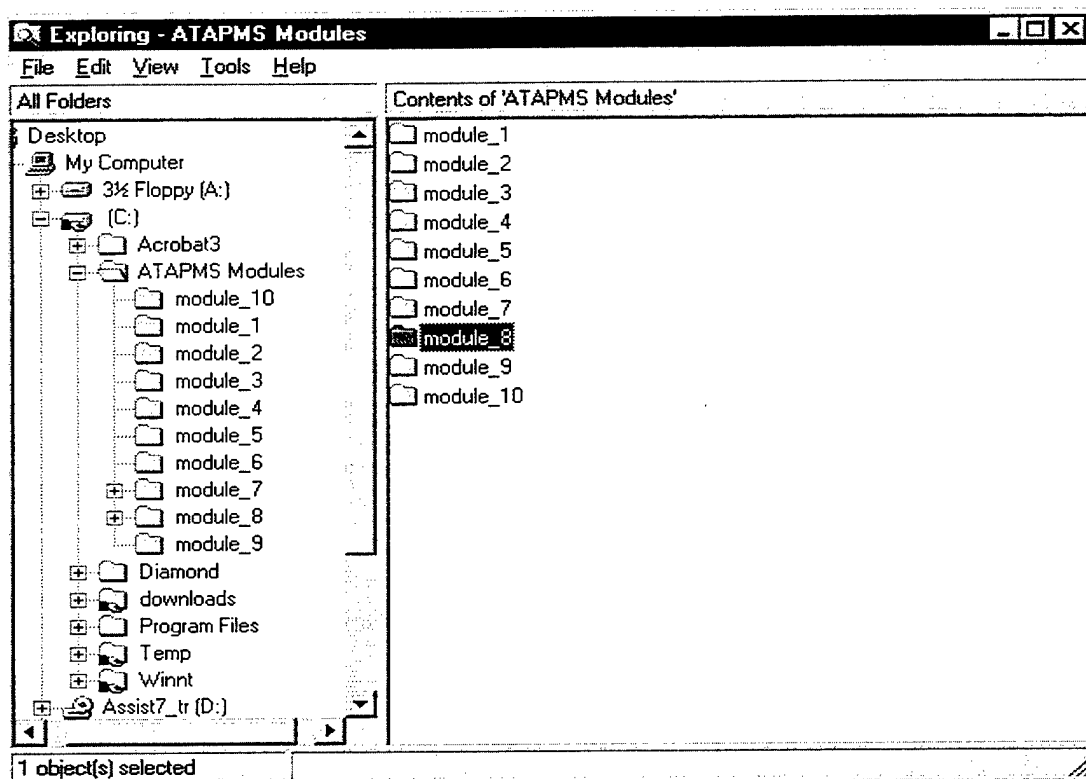 Exploring - ATAPMS Modules
File Edit View Tools Help
All Folders
Contents of 'ATAPMS Modules'
Desktop
My Computer
3½ Floppy (A:)
(C:)
Acrobat3
ATAPMS Modules
module_10
module_1
module_2
module_3
module_4
module_5
module_6
module_7
module_8
module_9
Diamond
downloads
Program Files
Temp
Winnt
Assist7_tr (D:)
module_1
module_2
module_3
module_4
module_5
module_6
module_7
module_8
module_9
module_10
1 object(s) selected